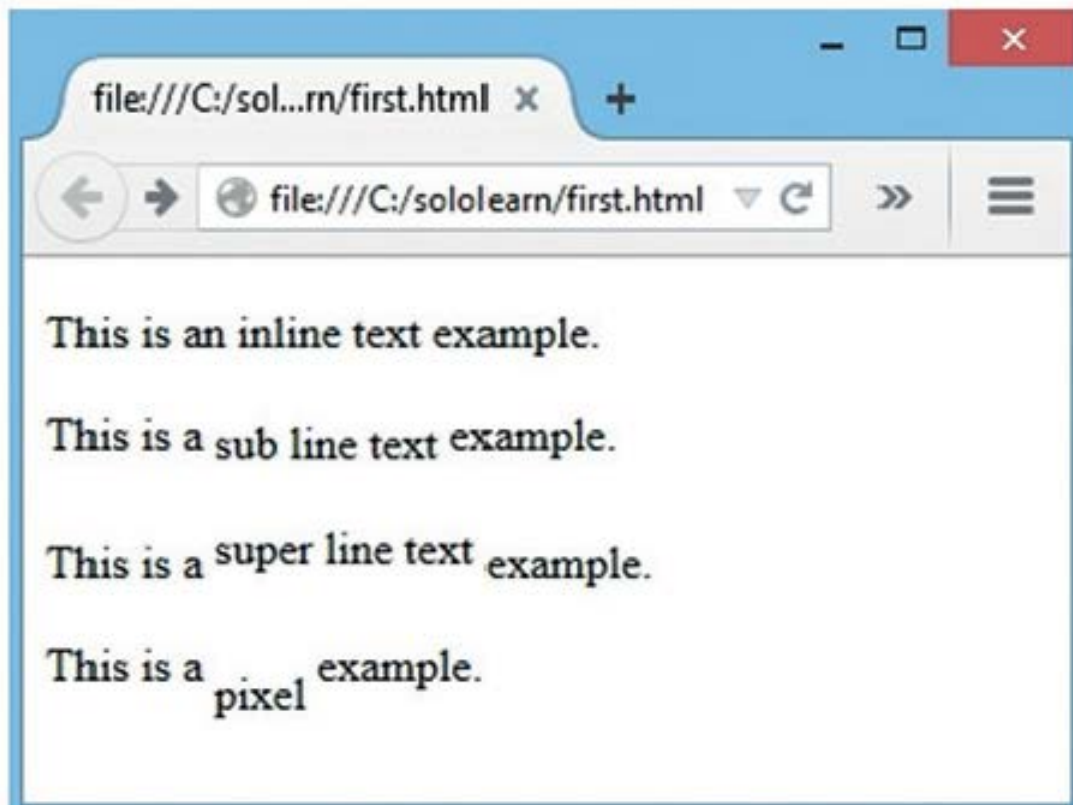 file:///C:/sol...rn/first.html
file:///C:/sololearn/first.html
This is an inline text example.
This is a sub line text example.
This is a super line text example.
This is a pixel example.